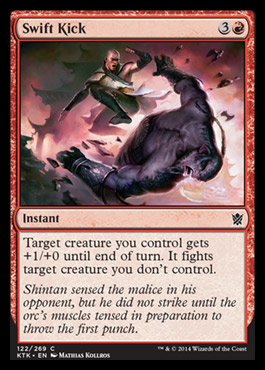 Swift Kick 3
Instant
Target creature you control gets
+1/+0 until end of turn. It fights
target creature you don't control.
Shintan sensed the malice in his
opponent, but he did not strike until the
orc's muscles tensed in preparation to
throw the first punch.
122/269 C
KTK • EN MATHIAS KOLLROS
™ & © 2014 Wizards of the Coast